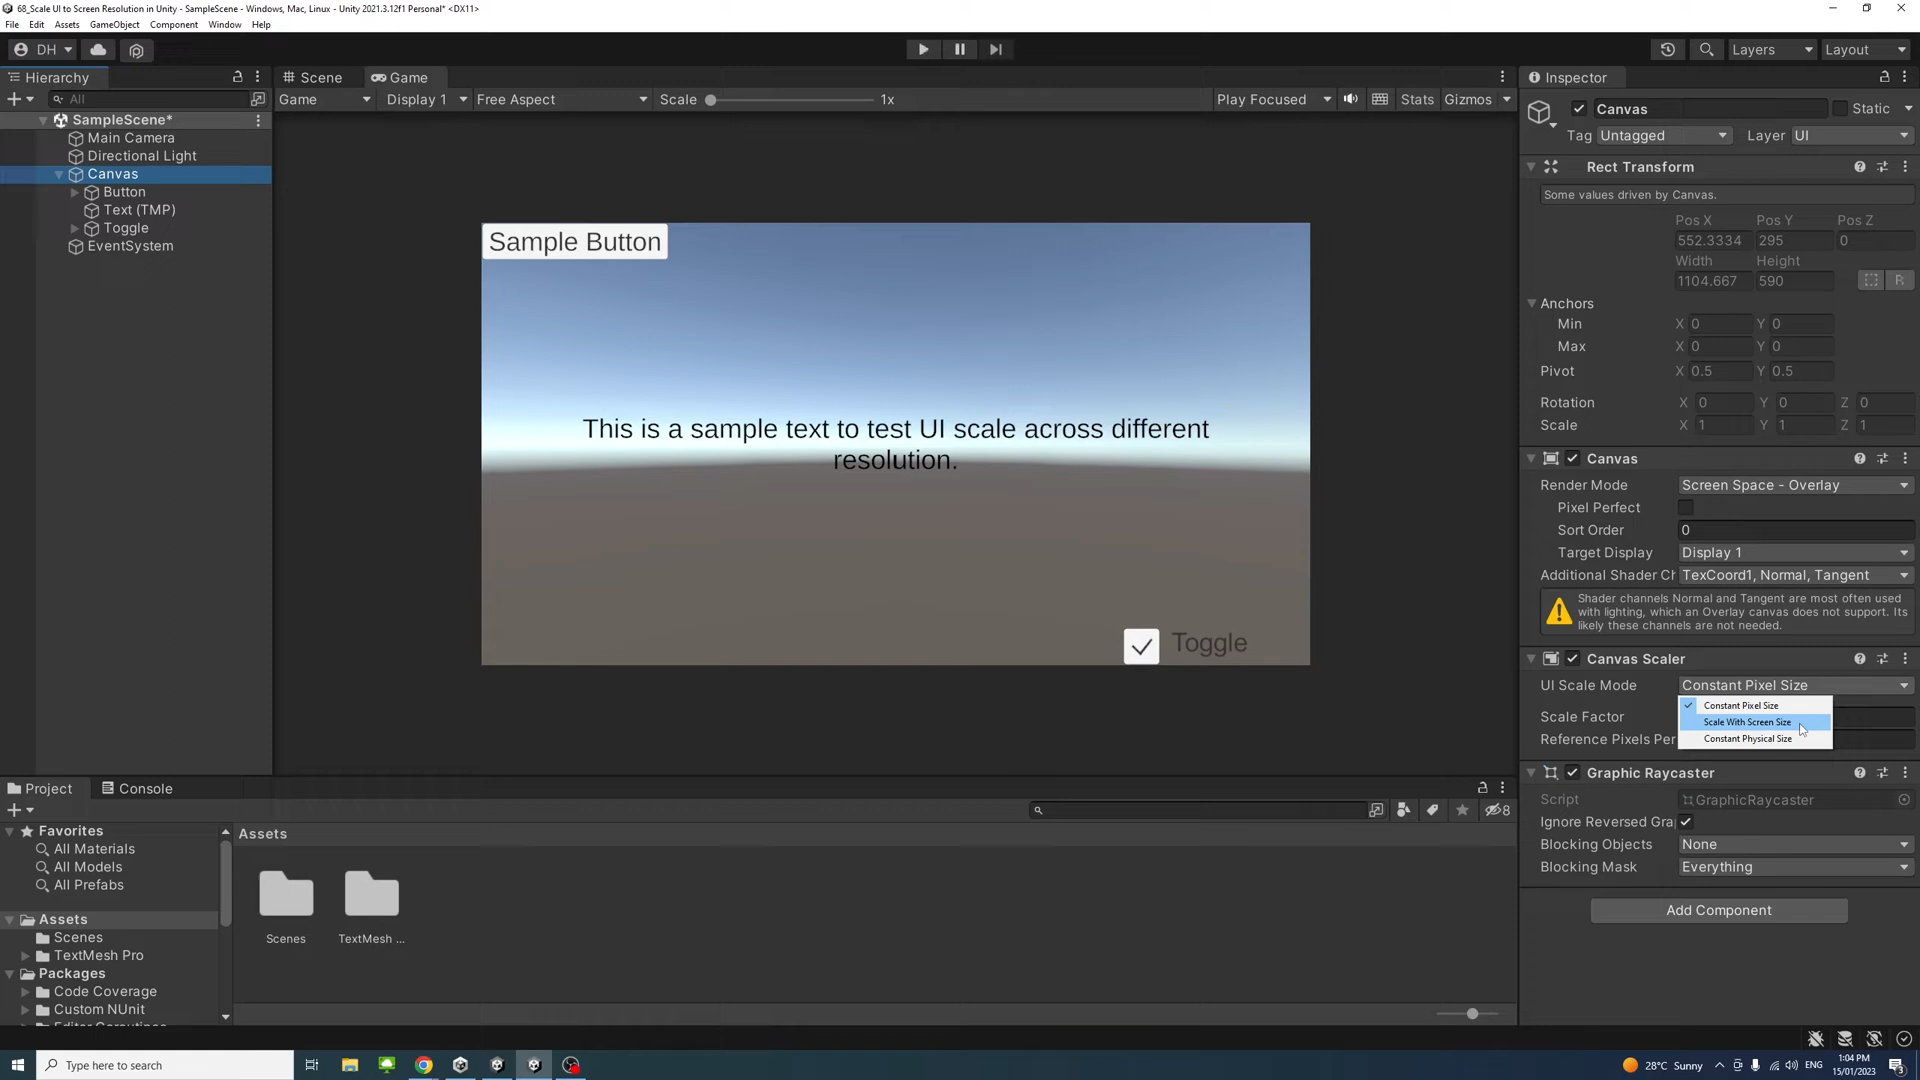 68_Scale UI to Screen Resolution in Unity - SampleScene - Windows, Mac, Linux - Unity 2021.3.12f1 Personal* <DX11>
File Edit Assets GameObject Component Window Help
DH
Layers
Layout
Hierarchy
All
SampleScene*
Main Camera
Directional Light
Canvas
Button
Text (TMP)
Toggle
EventSystem
Scene
Game
Game
Display 1
Free Aspect
Scale
1x
Play Focused
Stats
Gizmos
Sample Button
This is a sample text to test UI scale across different
resolution.
Toggle
Inspector
Canvas
Static
Tag Untagged
Layer UI
Rect Transform
Some values driven by Canvas.
Pos X Pos Y Pos Z
552.3334 295 0
Width Height
1104.667 590
R
Anchors
Min X 0 Y 0
Max X 0 Y 0
Pivot X 0.5 Y 0.5
Rotation X 0 Y 0 Z 0
Scale X 1 Y 1 Z 1
Canvas
Render Mode Screen Space - Overlay
Pixel Perfect
Sort Order 0
Target Display Display 1
Additional Shader Ch TexCoord1, Normal, Tangent
Shader channels Normal and Tangent are most often used
with lighting, which an Overlay canvas does not support. Its
likely these channels are not needed.
Canvas Scaler
UI Scale Mode Constant Pixel Size
Constant Pixel Size
Scale With Screen Size
Constant Physical Size
Scale Factor
Reference Pixels Per
Graphic Raycaster
Script GraphicRaycaster
Ignore Reversed Gra
Blocking Objects None
Blocking Mask Everything
Add Component
Project
Console
8
Favorites
All Materials
All Models
All Prefabs
Assets
Scenes
TextMesh Pro
Packages
Code Coverage
Custom NUnit
Editor Coroutines
Assets
Scenes
TextMesh ...
Type here to search
28°C Sunny
ENG
1:04 PM
15/01/2023
3